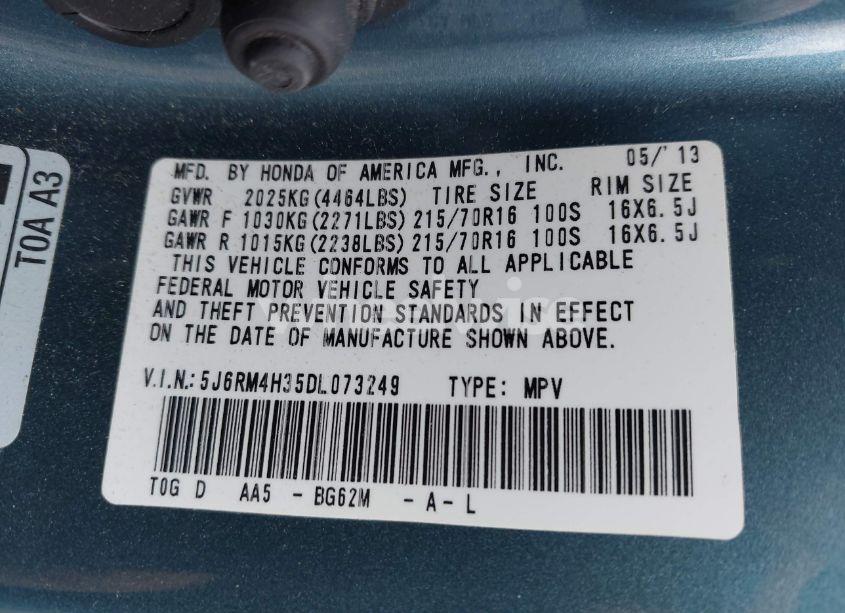 MFD. BY HONDA OF AMERICA MFG., INC. 05/'13
GVWR 2025KG(4464LBS) TIRE SIZE RIM SIZE
GAWR F 1030KG(2271LBS) 215/70R16 100S 16X6.5J
GAWR R 1015KG(2238LBS) 215/70R16 100S 16X6.5J
THIS VEHICLE CONFORMS TO ALL APPLICABLE
FEDERAL MOTOR VEHICLE SAFETY
AND THEFT PREVENTION STANDARDS IN EFFECT
ON THE DATE OF MANUFACTURE SHOWN ABOVE.
V.I.N.: 5J6RM4H35DL073249 TYPE: MPV
TOG D AA5 - BG62M - A - L
TOA A3